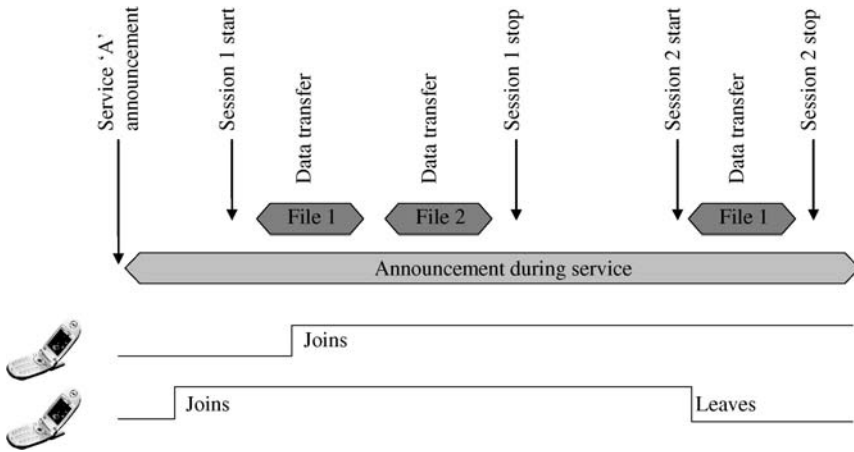 Service ‘A’
announcement
Session 1 start
Data transfer
Data transfer
Session 1 stop
Session 2 start
Data transfer
Session 2 stop
File 1
File 2
File 1
Announcement during service
Joins
Joins
Leaves